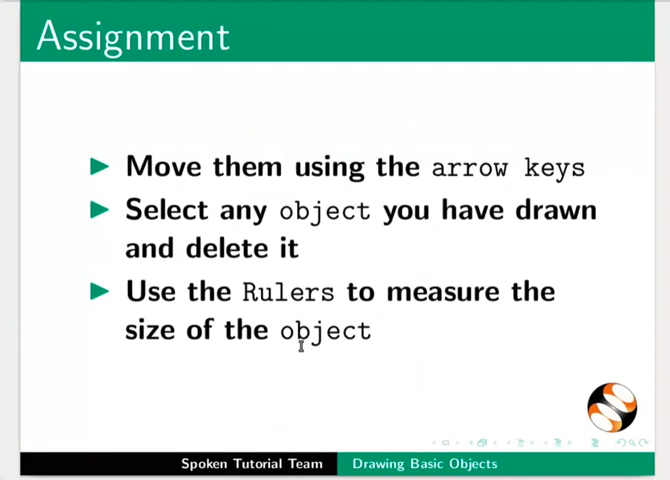 Assignment
Move them using the arrow keys
Select any object you have drawn
and delete it
Use the Rulers to measure the
size of the object
Spoken Tutorial Team
Drawing Basic Objects